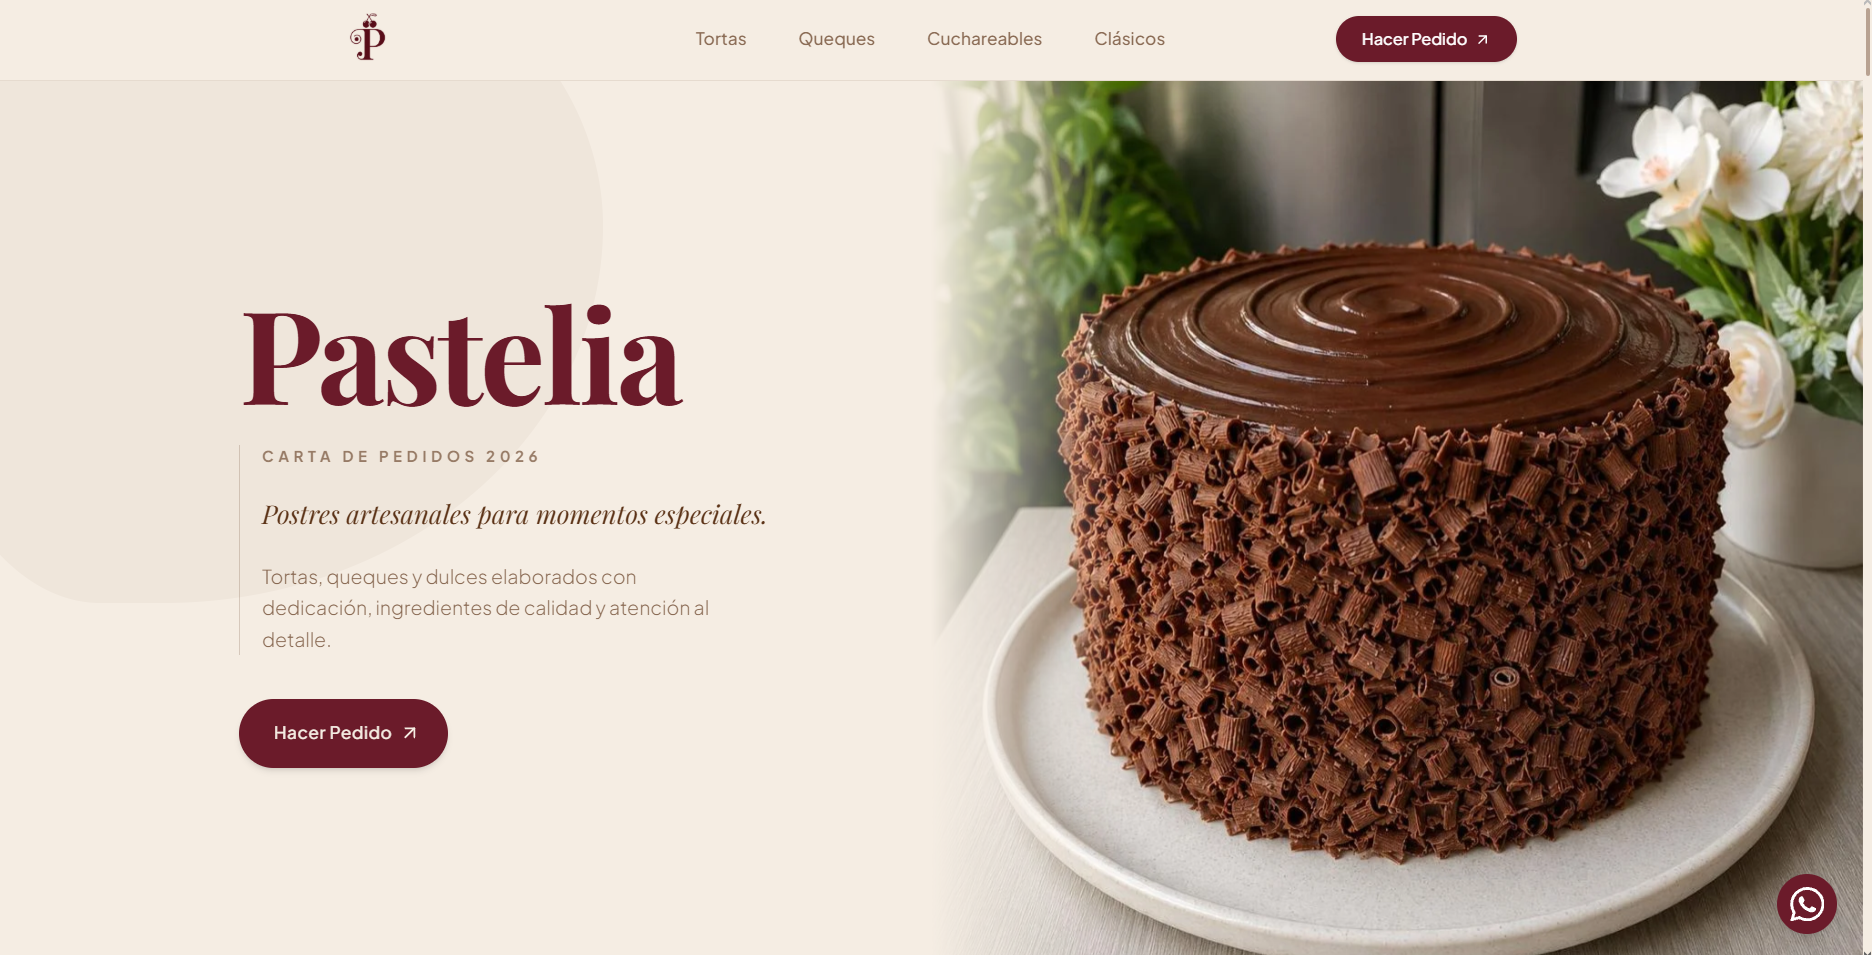 P
Tortas
Queques
Cuchareables
Clásicos
Hacer Pedido
Pastelia
CARTA DE PEDIDOS 2026
Postres artesanales para momentos especiales.
Tortas, queques y dulces elaborados con
dedicación, ingredientes de calidad y atención al
detalle.
Hacer Pedido